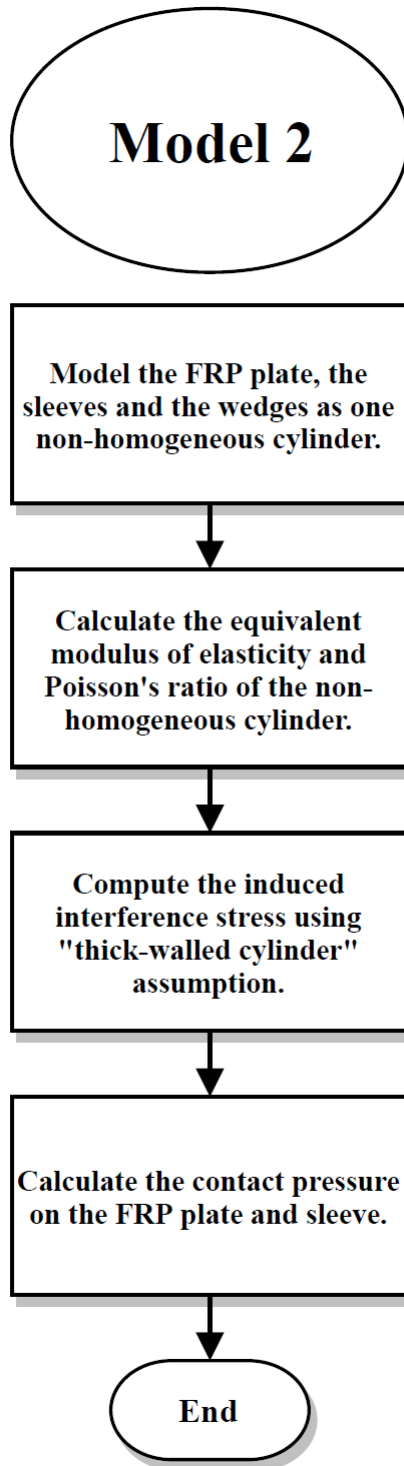 Model 2
Model the FRP plate, the
sleeves and the wedges as one
non-homogeneous cylinder.
Calculate the equivalent
modulus of elasticity and
Poisson's ratio of the non-
homogeneous cylinder.
Compute the induced
interference stress using
"thick-walled cylinder"
assumption.
Calculate the contact pressure
on the FRP plate and sleeve.
End